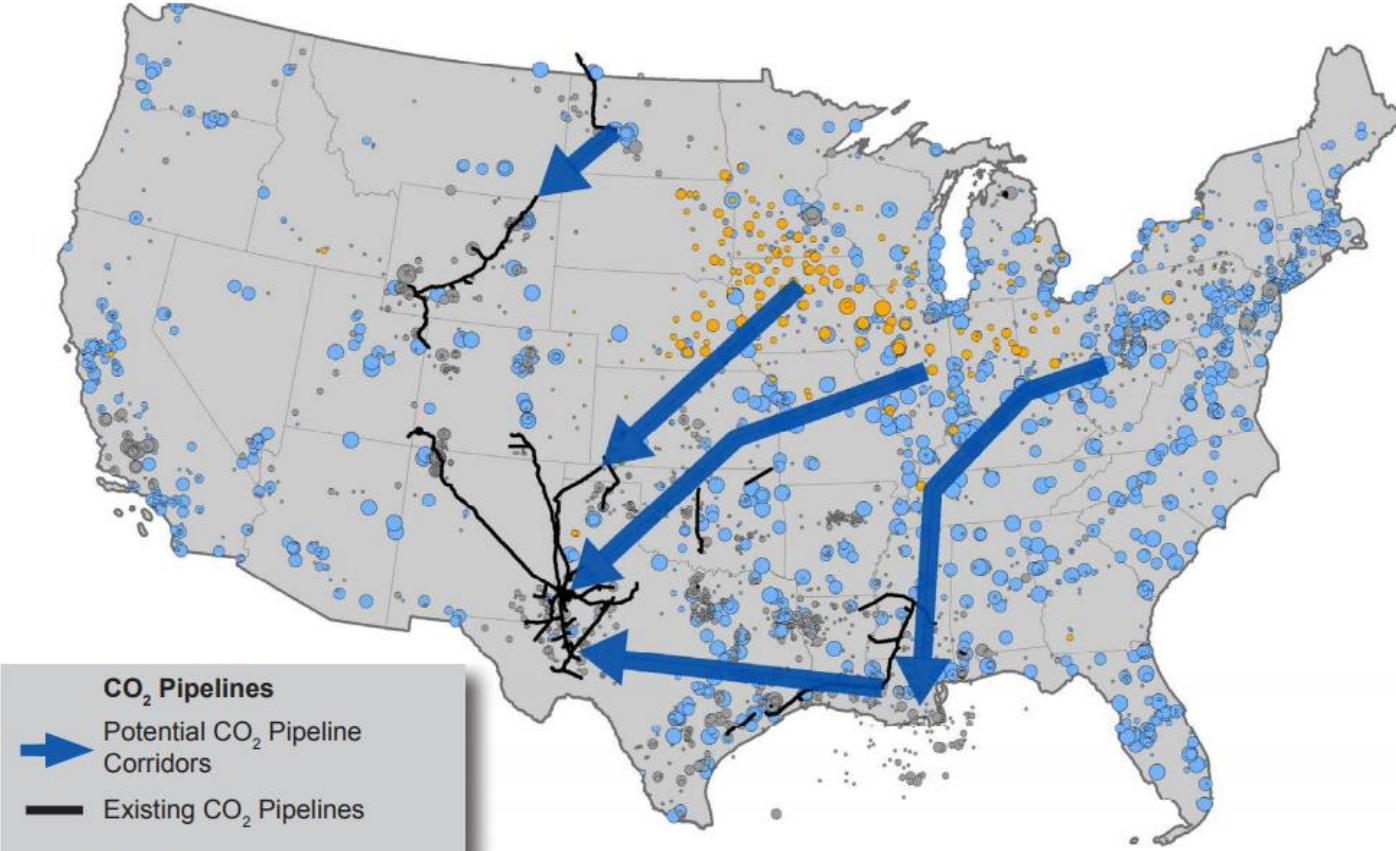 CO₂ Pipelines
Potential CO₂ Pipeline
Corridors
Existing CO₂ Pipelines